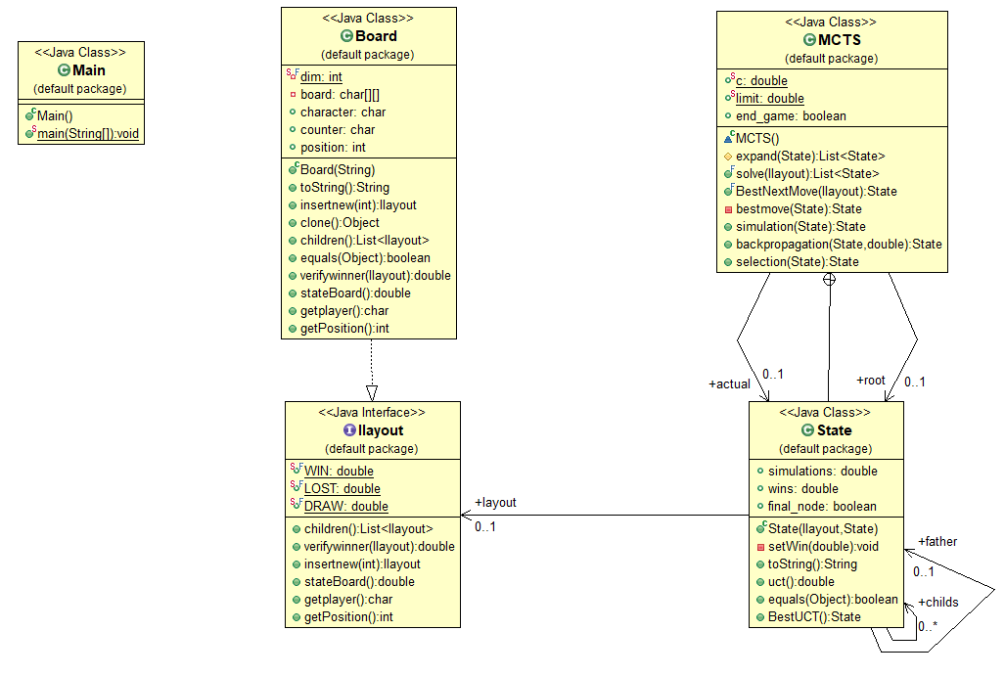 <<Java Class>>
Main
(default package)
Main()
main(String[]):void
<<Java Class>>
Board
(default package)
dim: int
board: char[][]
character: char
counter: char
position: int
Board(String)
toString():String
insertnew(int):Ilayout
clone():Object
children():List<Ilayout>
equals(Object):boolean
verifywinner(Ilayout):double
stateBoard():double
getplayer():char
getPosition():int
<<Java Class>>
MCTS
(default package)
c: double
limit: double
end_game: boolean
MCTS()
expand(State):List<State>
solve(Ilayout):List<State>
BestNextMove(Ilayout):State
bestmove(State):State
simulation(State):State
backpropagation(State,double):State
selection(State):State
+actual
0..1
+root
0..1
<<Java Interface>>
Ilayout
(default package)
WIN: double
LOST: double
DRAW: double
children():List<Ilayout>
verifywinner(Ilayout):double
insertnew(int):Ilayout
stateBoard():double
getplayer():char
getPosition():int
+layout
0..1
<<Java Class>>
State
(default package)
simulations: double
wins: double
final_node: boolean
State(Ilayout,State)
setWin(double):void
toString():String
uct():double
equals(Object):boolean
BestUCT():State
+father
0..1
+childs
0..*